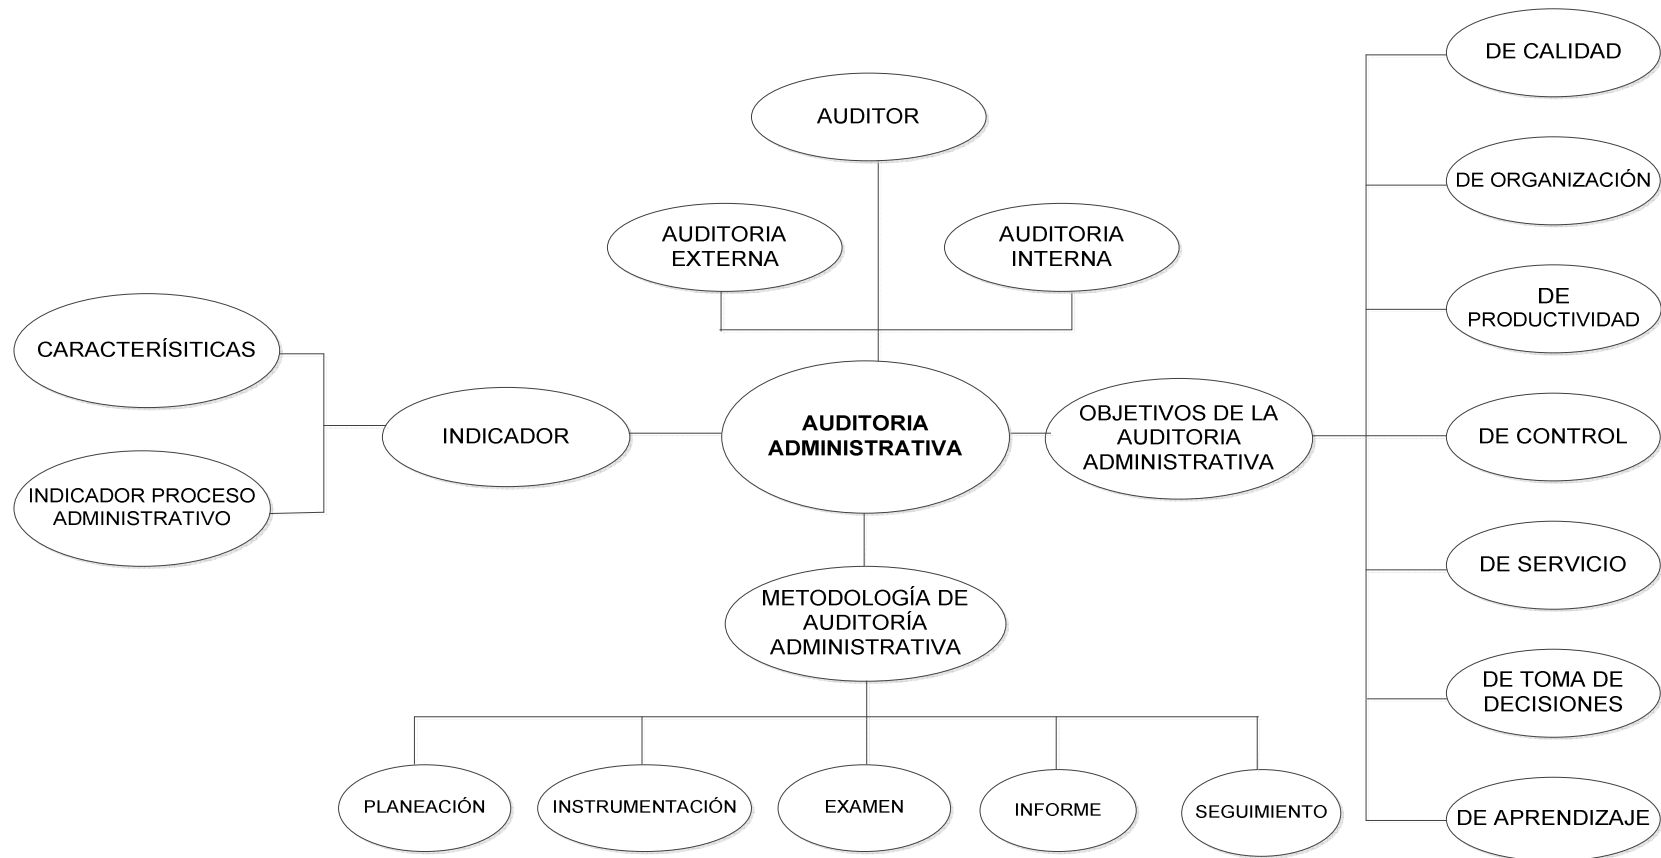 DE CALIDAD
AUDITOR
DE ORGANIZACIÓN
AUDITORIA
EXTERNA
AUDITORIA
INTERNA
DE
PRODUCTIVIDAD
CARACTERÍSITICAS
INDICADOR
AUDITORIA
ADMINISTRATIVA
OBJETIVOS DE LA
AUDITORIA
ADMINISTRATIVA
DE CONTROL
INDICADOR PROCESO
ADMINISTRATIVO
DE SERVICIO
METODOLOGÍA DE
AUDITORÍA
ADMINISTRATIVA
DE TOMA DE
DECISIONES
PLANEACIÓN
INSTRUMENTACIÓN
EXAMEN
INFORME
SEGUIMIENTO
DE APRENDIZAJE